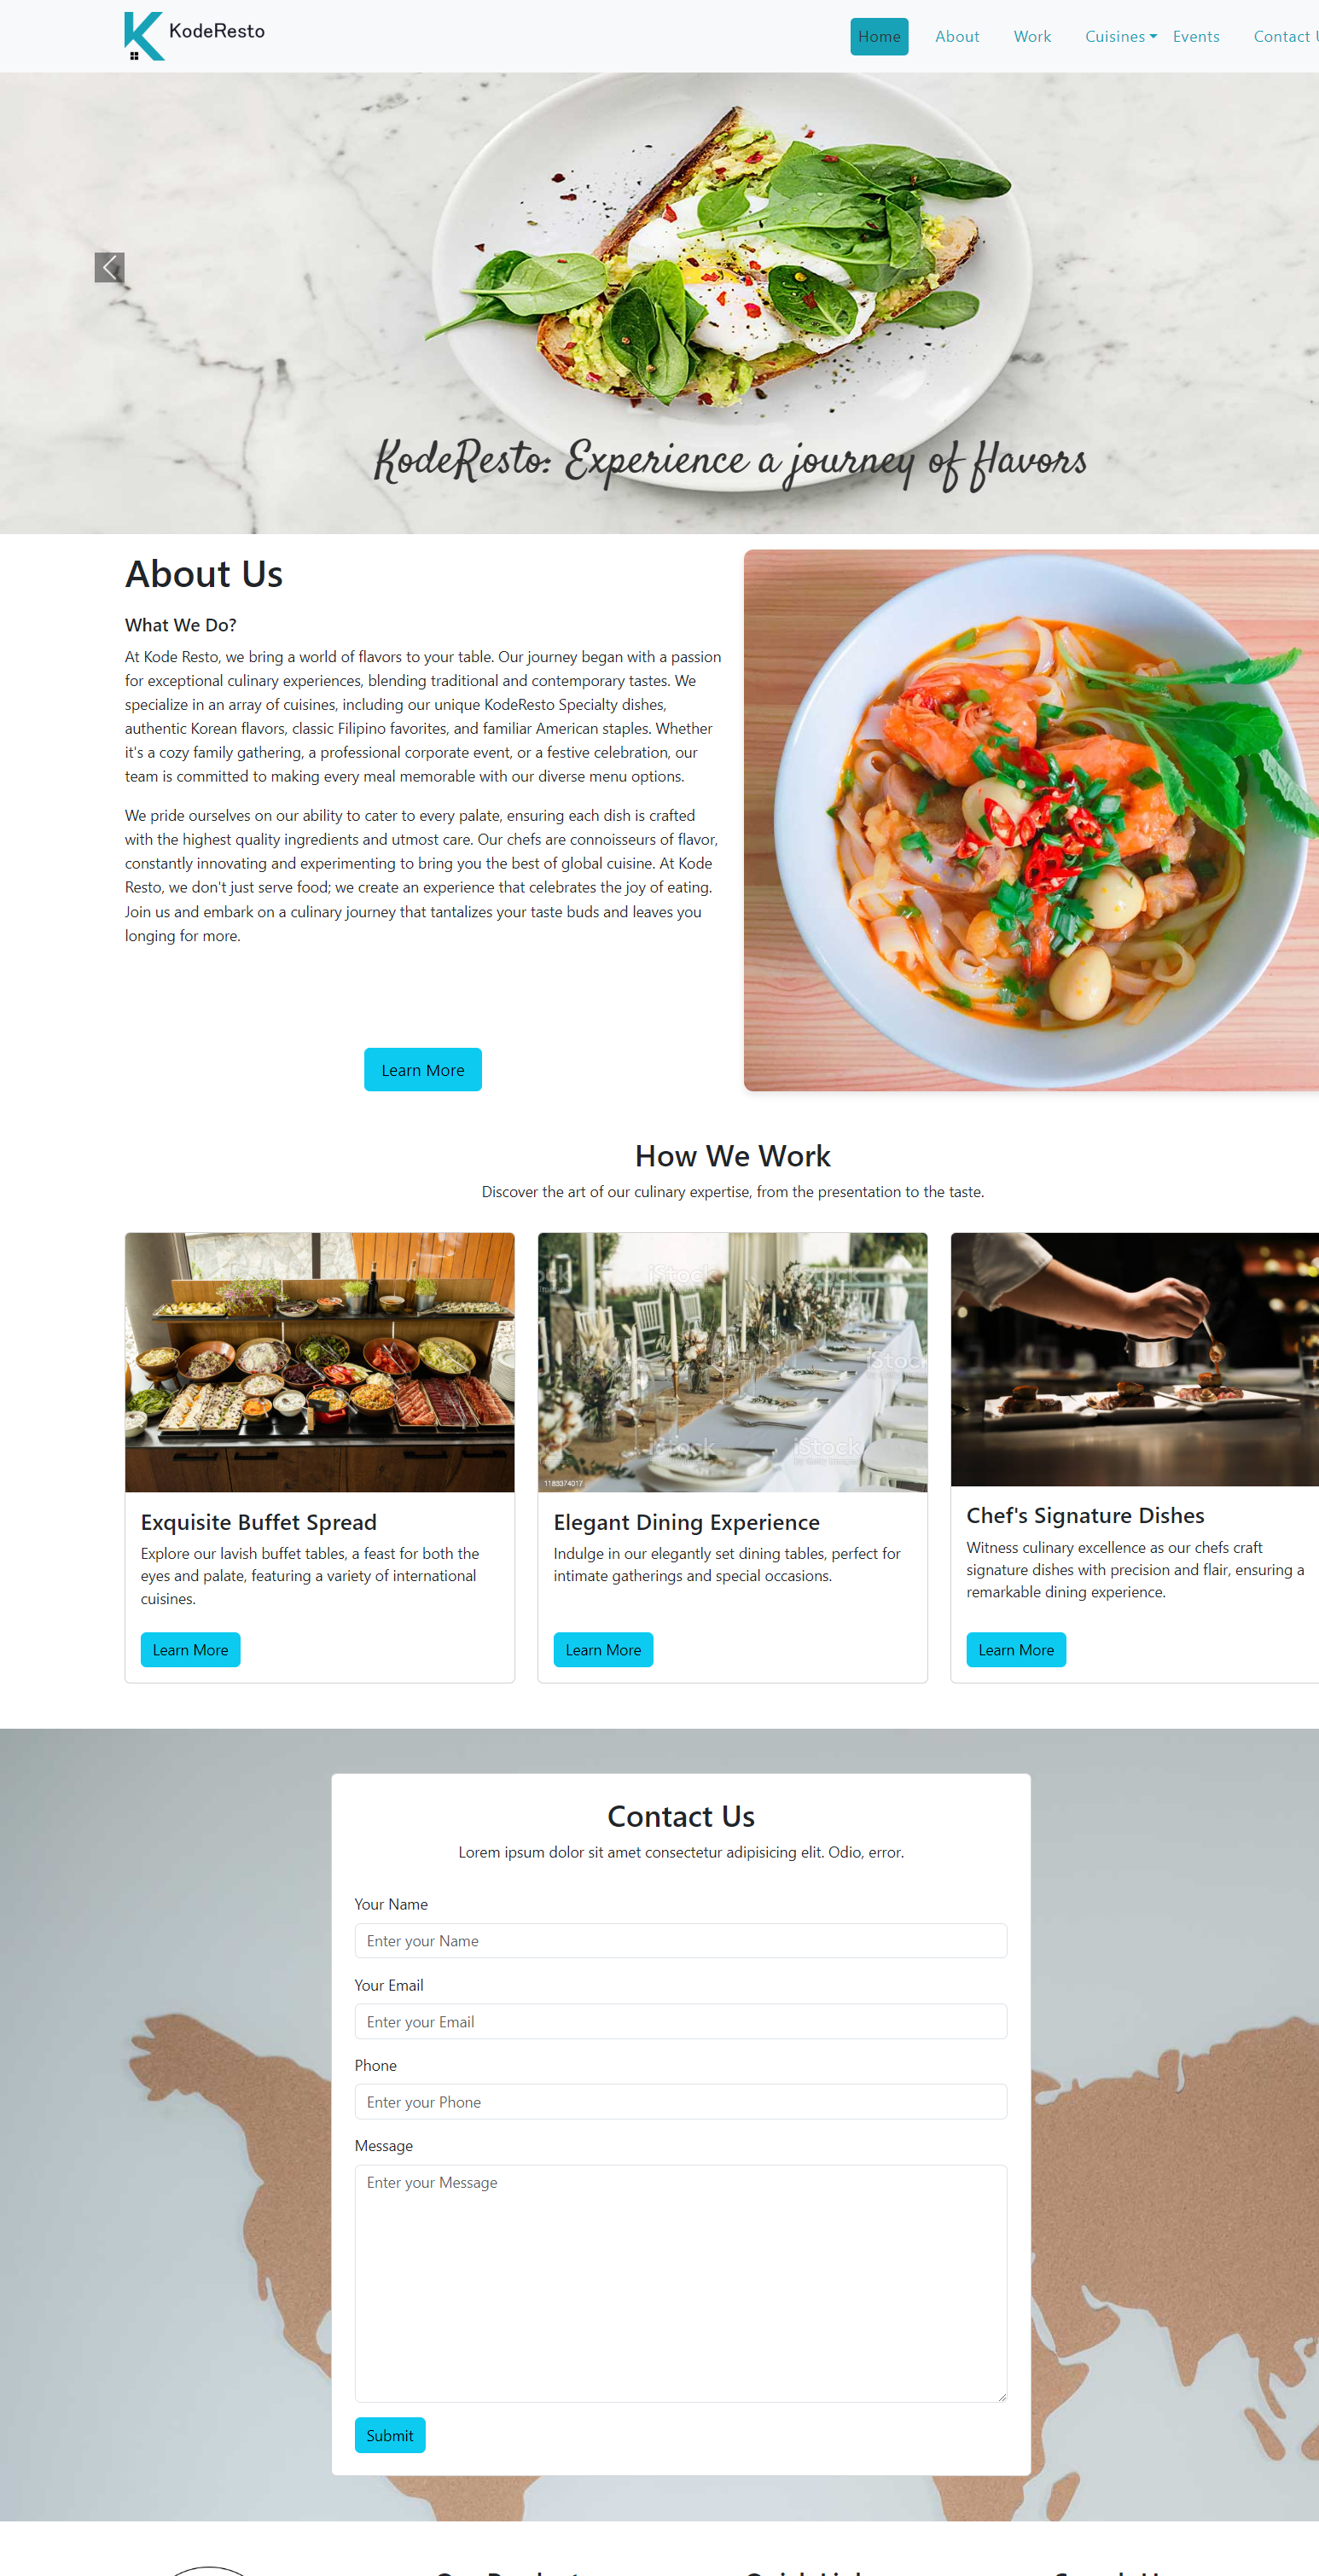 KodeResto
Home About Work Cuisines Events Contact
KodeResto: Experience a journey of flavors
About Us
What We Do?
At Kode Resto, we bring a world of flavors to your table. Our journey began with a passion
for exceptional culinary experiences, blending traditional and contemporary tastes. We
specialize in an array of cuisines, including our unique KodeResto Specialty dishes,
authentic Korean flavors, classic Filipino favorites, and familiar American staples. Whether
it's a cozy family gathering, a professional corporate event, or a festive celebration, our
team is committed to making every meal memorable with our diverse menu options.
We pride ourselves on our ability to cater to every palate, ensuring each dish is crafted
with the highest quality ingredients and utmost care. Our chefs are connoisseurs of flavor,
constantly innovating and experimenting to bring you the best of global cuisine. At Kode
Resto, we don't just serve food; we create an experience that celebrates the joy of eating.
Join us and embark on a culinary journey that tantalizes your taste buds and leaves you
longing for more.
Learn More
How We Work
Discover the art of our culinary expertise, from the presentation to the taste.
iStock
iStock
iStock
iStock
1183374017
Exquisite Buffet Spread
Explore our lavish buffet tables, a feast for both the
eyes and palate, featuring a variety of international
cuisines.
Learn More
Elegant Dining Experience
Indulge in our elegantly set dining tables, perfect for
intimate gatherings and special occasions.
Learn More
Chef's Signature Dishes
Witness culinary excellence as our chefs craft
signature dishes with precision and flair, ensuring a
remarkable dining experience.
Learn More
Contact Us
Lorem ipsum dolor sit amet consectetur adipisicing elit. Odio, error.
Your Name
Enter your Name
Your Email
Enter your Email
Phone
Enter your Phone
Message
Enter your Message
Submit